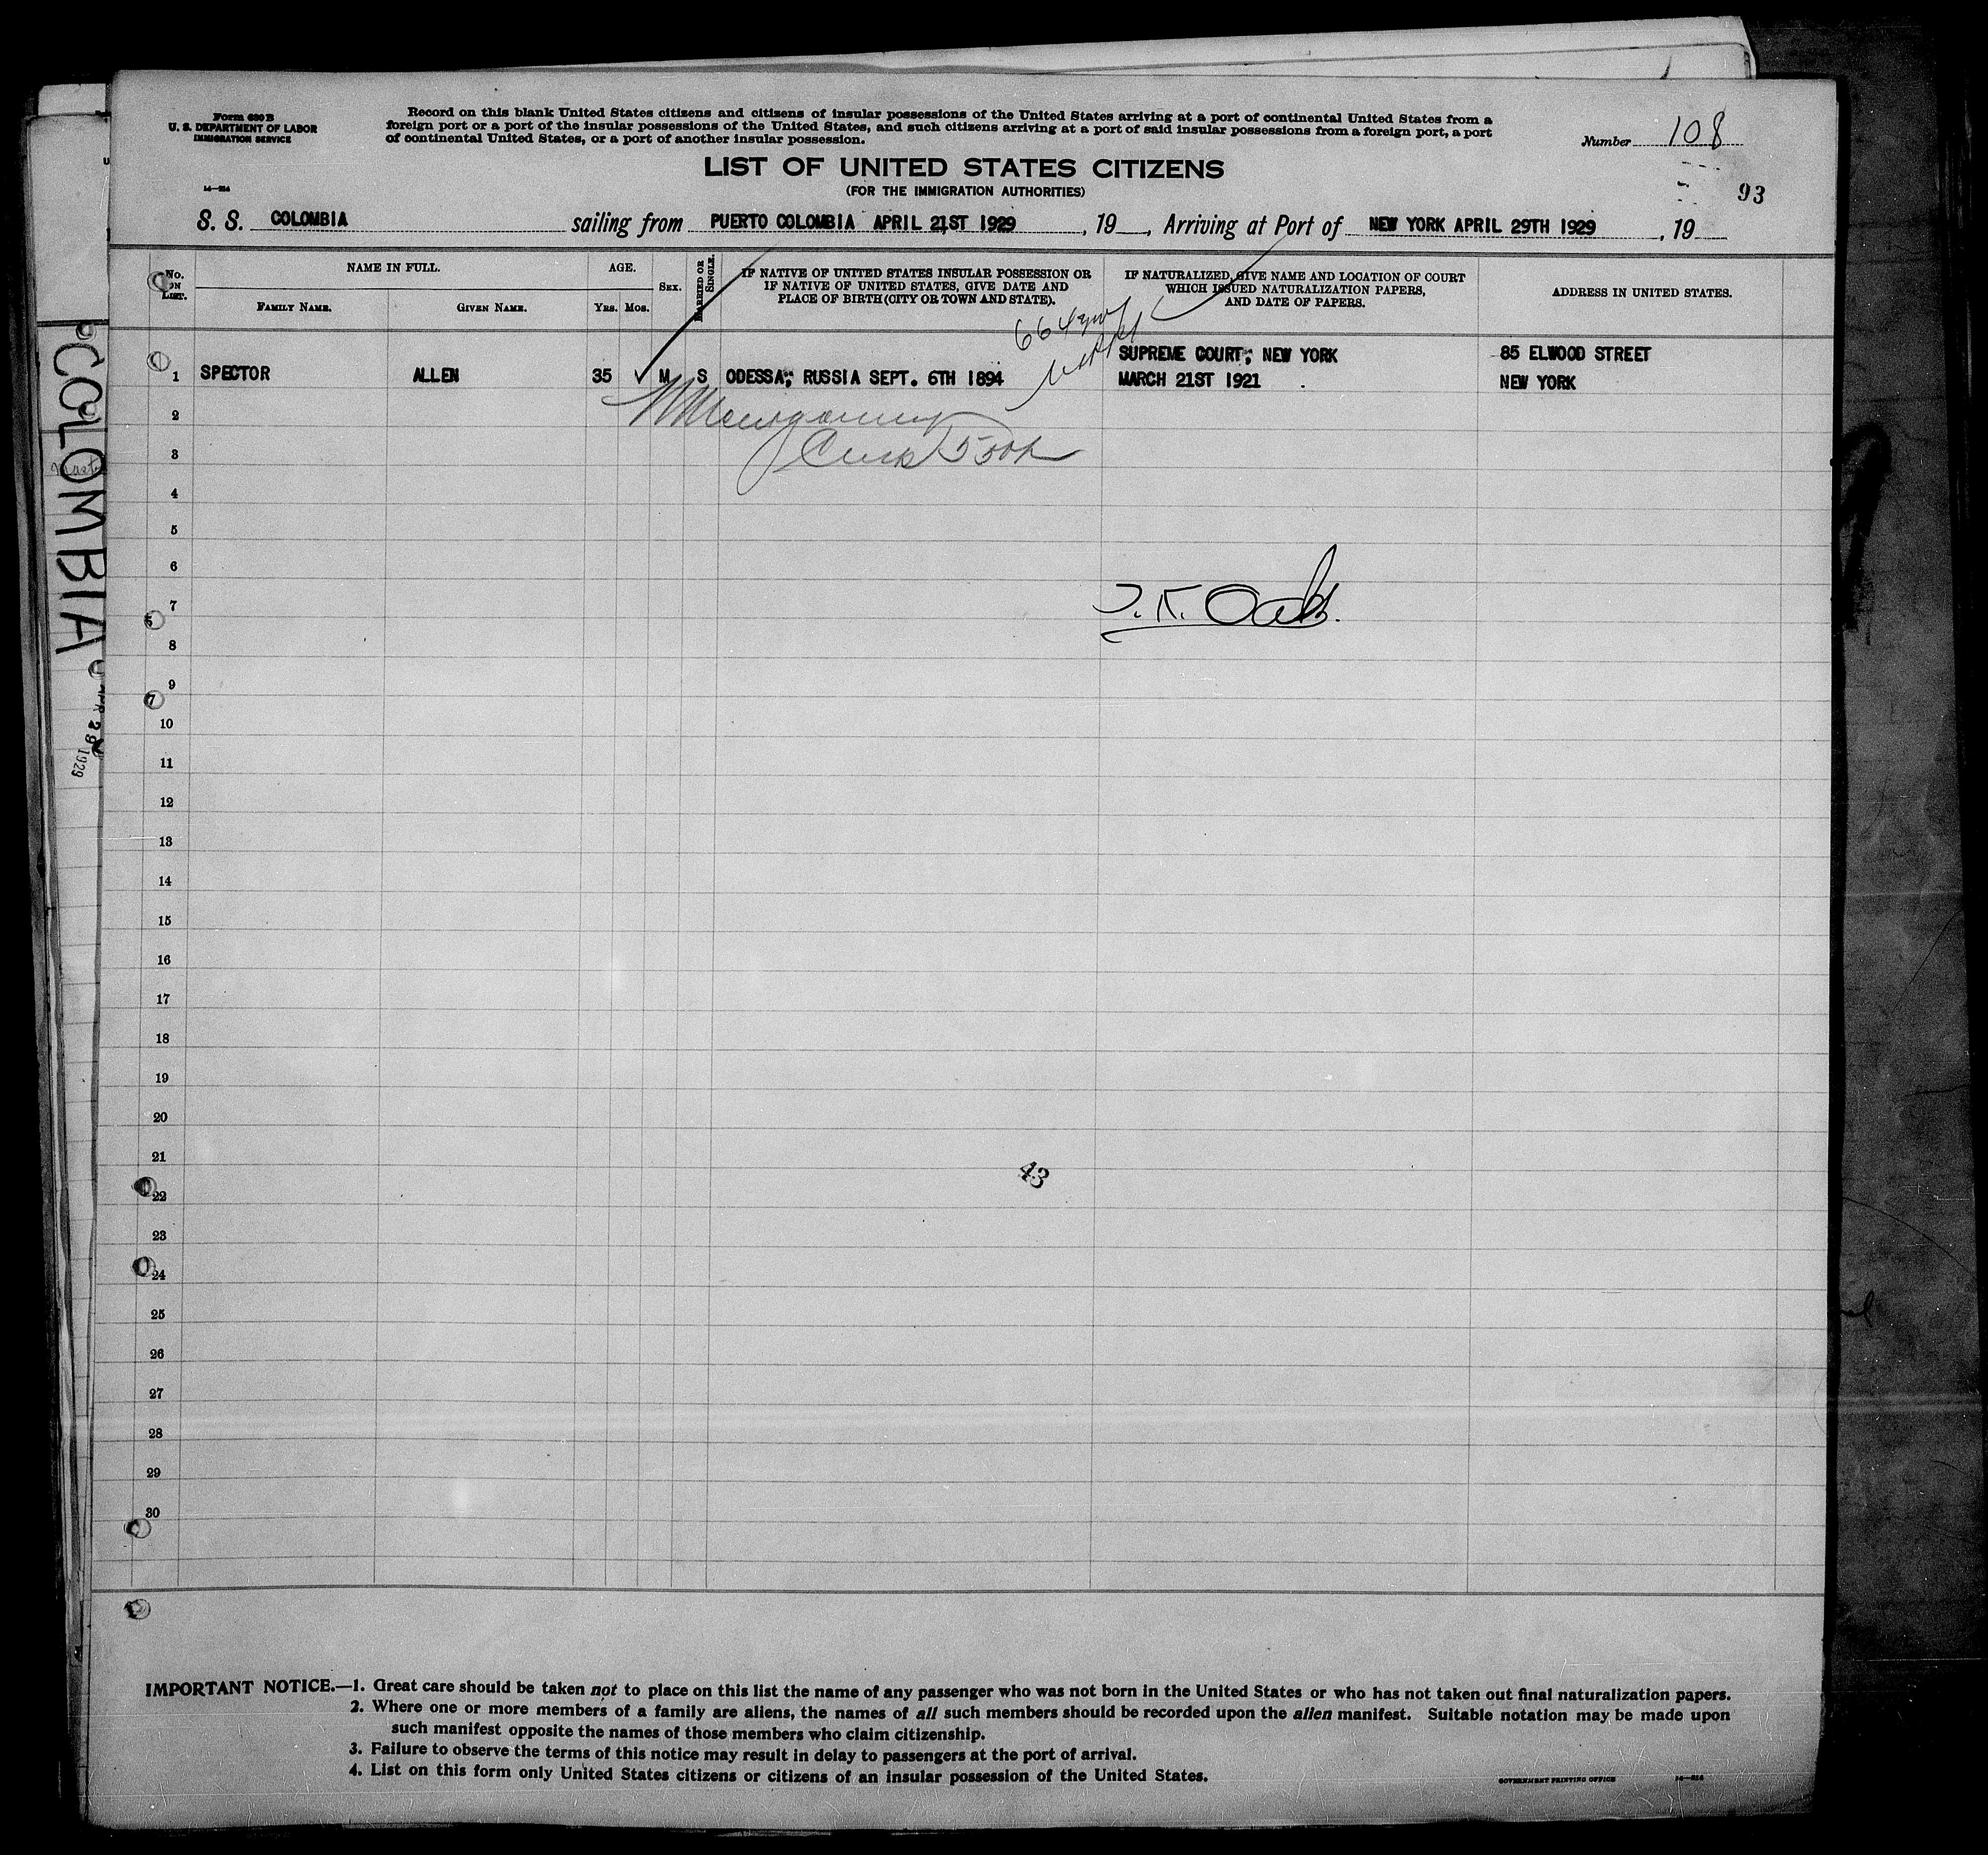 Form 630 B
U. S. DEPARTMENT OF LABOR
IMMIGRATION SERVICE
Record on this blank United States citizens and citizens of insular possessions of the United States arriving at a port of continental United States from a
foreign port or a port of the insular possessions of the United States, and such citizens arriving at a port of said insular possessions from a foreign port, a port
of continental United States, or a port of another insular possession.
Number 108
LIST OF UNITED STATES CITIZENS
(FOR THE IMMIGRATION AUTHORITIES)
93
S. S. COLOMBIA sailing from PUERTO COLOMBIA APRIL 21ST 1929, 19 , Arriving at Port of NEW YORK APRIL 29TH 1929, 19
No. ON LIST.
NAME IN FULL.
FAMILY NAME.
GIVEN NAME.
AGE.
YRS. MOS.
SEX.
MARRIED OR SINGLE.
IF NATIVE OF UNITED STATES INSULAR POSSESSION OR
IF NATIVE OF UNITED STATES, GIVE DATE AND
PLACE OF BIRTH (CITY OR TOWN AND STATE).
IF NATURALIZED, GIVE NAME AND LOCATION OF COURT
WHICH ISSUED NATURALIZATION PAPERS,
AND DATE OF PAPERS.
ADDRESS IN UNITED STATES.
SUPREME COURT; NEW YORK
85 ELWOOD STREET
1 SPECTOR ALLEN 35 M S ODESSA; RUSSIA SEPT. 6TH 1894 MARCH 21ST 1921 NEW YORK
2
3
4
5
6
7
8
9
10
11
12
13
14
15
16
17
18
19
20
21
43
22
23
24
25
26
27
28
29
30
COLOMBIA
APR 29 1929
IMPORTANT NOTICE.—1. Great care should be taken not to place on this list the name of any passenger who was not born in the United States or who has not taken out final naturalization papers.
2. Where one or more members of a family are aliens, the names of all such members should be recorded upon the alien manifest. Suitable notation may be made upon
such manifest opposite the names of those members who claim citizenship.
3. Failure to observe the terms of this notice may result in delay to passengers at the port of arrival.
4. List on this form only United States citizens or citizens of an insular possession of the United States.
GOVERNMENT PRINTING OFFICE